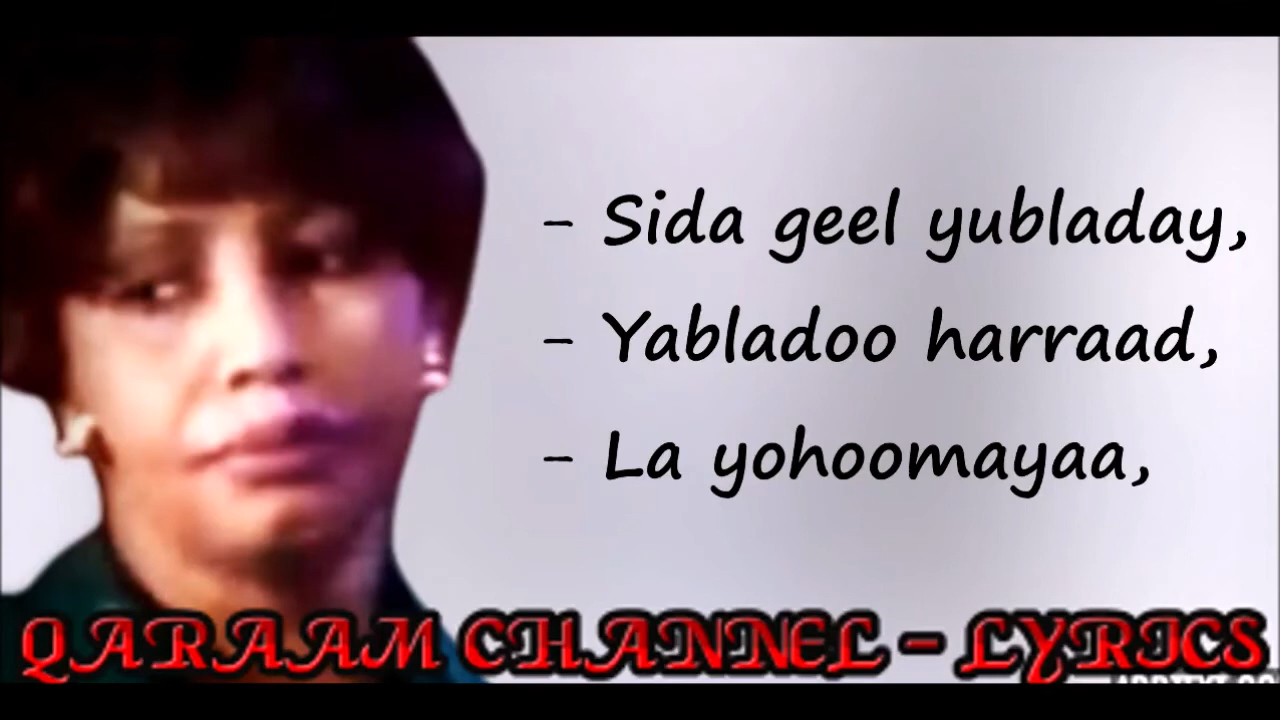 - Sida geel yubladay,
- Yabladoo harraad,
- La yohoomayaa,
QARAAM CHANNEL - LYRICS